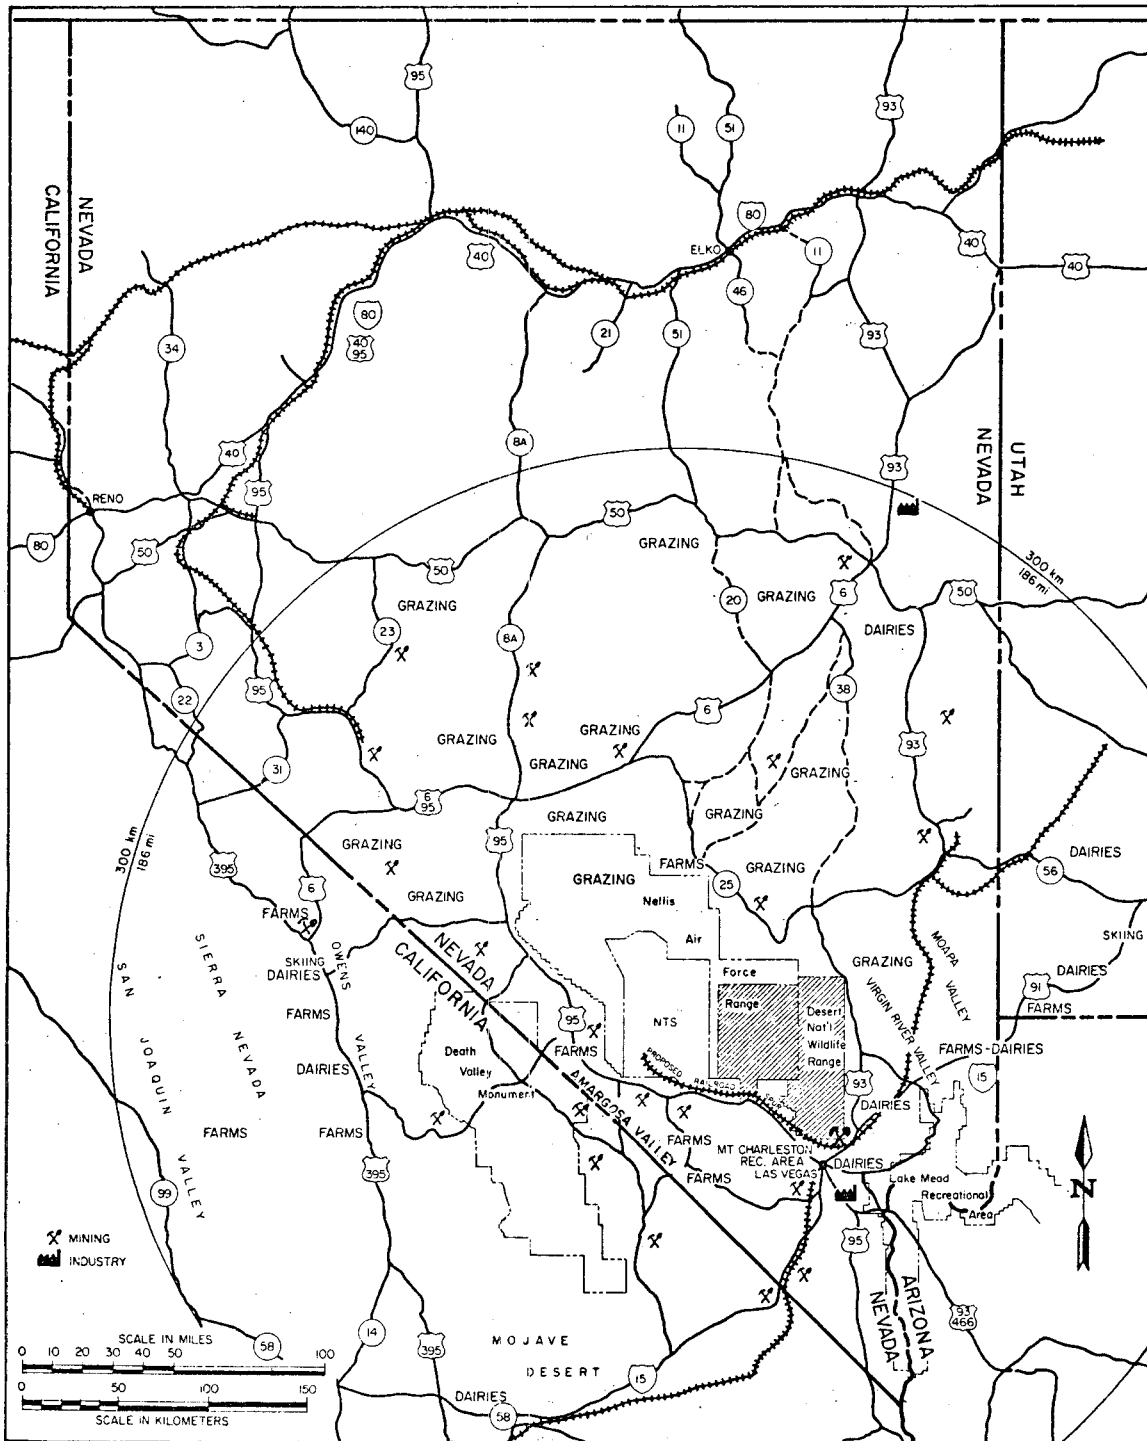 95
93
140
11
51
NEVADA
CALIFORNIA
80
ELKO
40
11
40
40
46
80
40
95
21
51
93
34
8A
UTAH
NEVADA
40
93
95
RENO
50
80
50
GRAZING
300 km
186 mi
50
GRAZING
20
GRAZING
6
50
3
23
8A
DAIRIES
22
95
38
6
93
GRAZING
GRAZING
GRAZING
GRAZING
31
6
95
GRAZING
GRAZING
300 km
186 mi
395
GRAZING
95
FARMS
GRAZING
DAIRIES
56
6
GRAZING
GRAZING
25
Nellis
FARMS
SKIING
DAIRIES
OWENS
VALLEY
NEVADA
CALIFORNIA
Air
GRAZING
MOAPA
VALLEY
SKIING
DAIRIES
SIERRA
NEVADA
SAN
JOAQUIN
VALLEY
Force
Range
Desert
Nat'l
Wildlife
Range
VIRGIN RIVER VALLEY
91
FARMS
FARMS
95
NTS
Death
Valley
Monument
FARMS
AMARGOSA VALLEY
PROPOSED
RAILROAD
FARMS-DAIRIES
15
DAIRIES
93
DAIRIES
FARMS
FARMS
FARMS
MT CHARLESTON
REC. AREA
LAS VEGAS
DAIRIES
FARMS
395
99
Lake Mead
Recreational
Area
N
MINING
INDUSTRY
95
ARIZONA
NEVADA
93
466
SCALE IN MILES
0 10 20 30 40 50 100
58
14
395
MOJAVE
DESERT
0 50 100 150
SCALE IN KILOMETERS
15
DAIRIES
58